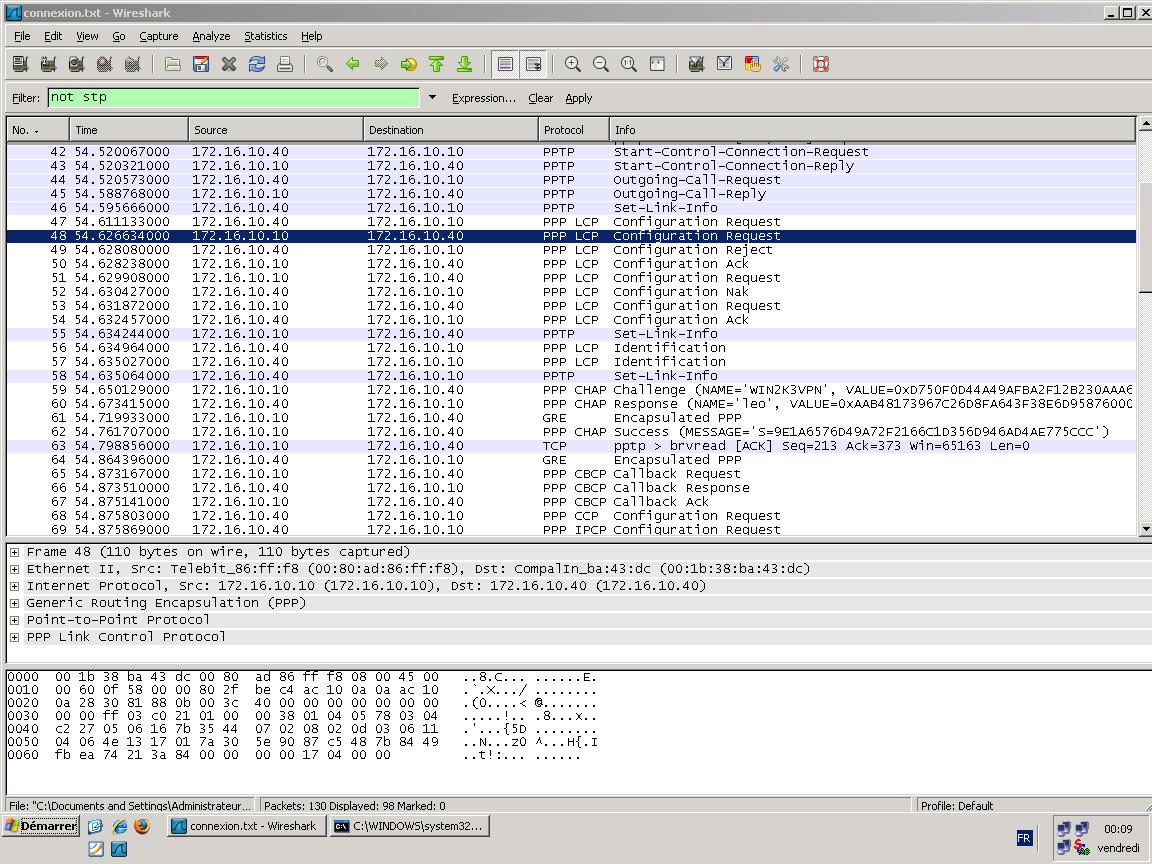 connexion.txt - Wireshark
File Edit View Go Capture Analyze Statistics Help
Filter: not stp Expression... Clear Apply
No. Time Source Destination Protocol Info
42 54.520067000 172.16.10.40 172.16.10.10 PPTP Start-Control-Connection-Request
43 54.520321000 172.16.10.10 172.16.10.40 PPTP Start-Control-Connection-Reply
44 54.520573000 172.16.10.40 172.16.10.10 PPTP Outgoing-Call-Request
45 54.588768000 172.16.10.10 172.16.10.40 PPTP Outgoing-Call-Reply
46 54.595666000 172.16.10.40 172.16.10.10 PPTP Set-Link-Info
47 54.611133000 172.16.10.40 172.16.10.10 PPP LCP Configuration Request
48 54.626634000 172.16.10.10 172.16.10.40 PPP LCP Configuration Request
49 54.628080000 172.16.10.10 172.16.10.40 PPP LCP Configuration Reject
50 54.628238000 172.16.10.40 172.16.10.10 PPP LCP Configuration Ack
51 54.629908000 172.16.10.40 172.16.10.10 PPP LCP Configuration Request
52 54.630427000 172.16.10.10 172.16.10.40 PPP LCP Configuration Nak
53 54.631872000 172.16.10.40 172.16.10.10 PPP LCP Configuration Request
54 54.632457000 172.16.10.10 172.16.10.40 PPP LCP Configuration Ack
55 54.634244000 172.16.10.40 172.16.10.10 PPTP Set-Link-Info
56 54.634964000 172.16.10.40 172.16.10.10 PPP LCP Identification
57 54.635027000 172.16.10.40 172.16.10.10 PPP LCP Identification
58 54.635064000 172.16.10.10 172.16.10.40 PPTP Set-Link-Info
59 54.650129000 172.16.10.10 172.16.10.40 PPP CHAP Challenge (NAME='WIN2K3VPN', VALUE=0xD750F0D44A49AFBA2F12B230AAA6
60 54.673415000 172.16.10.40 172.16.10.10 PPP CHAP Response (NAME='leo', VALUE=0xAAB48173967C26D8FA643F38E6D95876000
61 54.719933000 172.16.10.10 172.16.10.40 GRE Encapsulated PPP
62 54.761707000 172.16.10.10 172.16.10.40 PPP CHAP Success (MESSAGE='S=9E1A6576D49A72F2166C1D356D946AD4AE775CCC')
63 54.798856000 172.16.10.10 172.16.10.40 TCP pptp > brvread [ACK] Seq=213 Ack=373 Win=65163 Len=0
64 54.864396000 172.16.10.40 172.16.10.10 GRE Encapsulated PPP
65 54.873167000 172.16.10.10 172.16.10.40 PPP CBCP Callback Request
66 54.873510000 172.16.10.40 172.16.10.10 PPP CBCP Callback Response
67 54.875141000 172.16.10.10 172.16.10.40 PPP CBCP Callback Ack
68 54.875803000 172.16.10.40 172.16.10.10 PPP CCP Configuration Request
69 54.875869000 172.16.10.40 172.16.10.10 PPP IPCP Configuration Request
Frame 48 (110 bytes on wire, 110 bytes captured)
Ethernet II, Src: Telebit_86:ff:f8 (00:80:ad:86:ff:f8), Dst: CompalIn_ba:43:dc (00:1b:38:ba:43:dc)
Internet Protocol, Src: 172.16.10.10 (172.16.10.10), Dst: 172.16.10.40 (172.16.10.40)
Generic Routing Encapsulation (PPP)
Point-to-Point Protocol
PPP Link Control Protocol
0000 00 1b 38 ba 43 dc 00 80 ad 86 ff f8 08 00 45 00 ..8.C... ......E.
0010 00 60 0f 58 00 00 80 2f be c4 ac 10 0a 0a ac 10 .`.X.../ ........
0020 0a 28 30 81 88 0b 00 3c 40 00 00 00 00 00 00 00 .(0....< @.......
0030 00 00 ff 03 c0 21 01 00 00 38 01 04 05 78 03 04 .....!.. .8...x..
0040 c2 27 05 06 16 7b 35 44 07 02 08 02 0d 03 06 11 .'...{5D ........
0050 04 06 4e 13 17 01 7a 30 5e 90 87 c5 48 7b 84 49 ..N...z0 ^...H{.I
0060 fb ea 74 21 3a 84 00 00 00 00 17 04 00 00 ..t!:... ......
File: "C:\Documents and Settings\Administrateur... Packets: 130 Displayed: 98 Marked: 0 Profile: Default
Démarrer connexion.txt - Wireshark C:\WINDOWS\system32... FR 00:09
vendredi